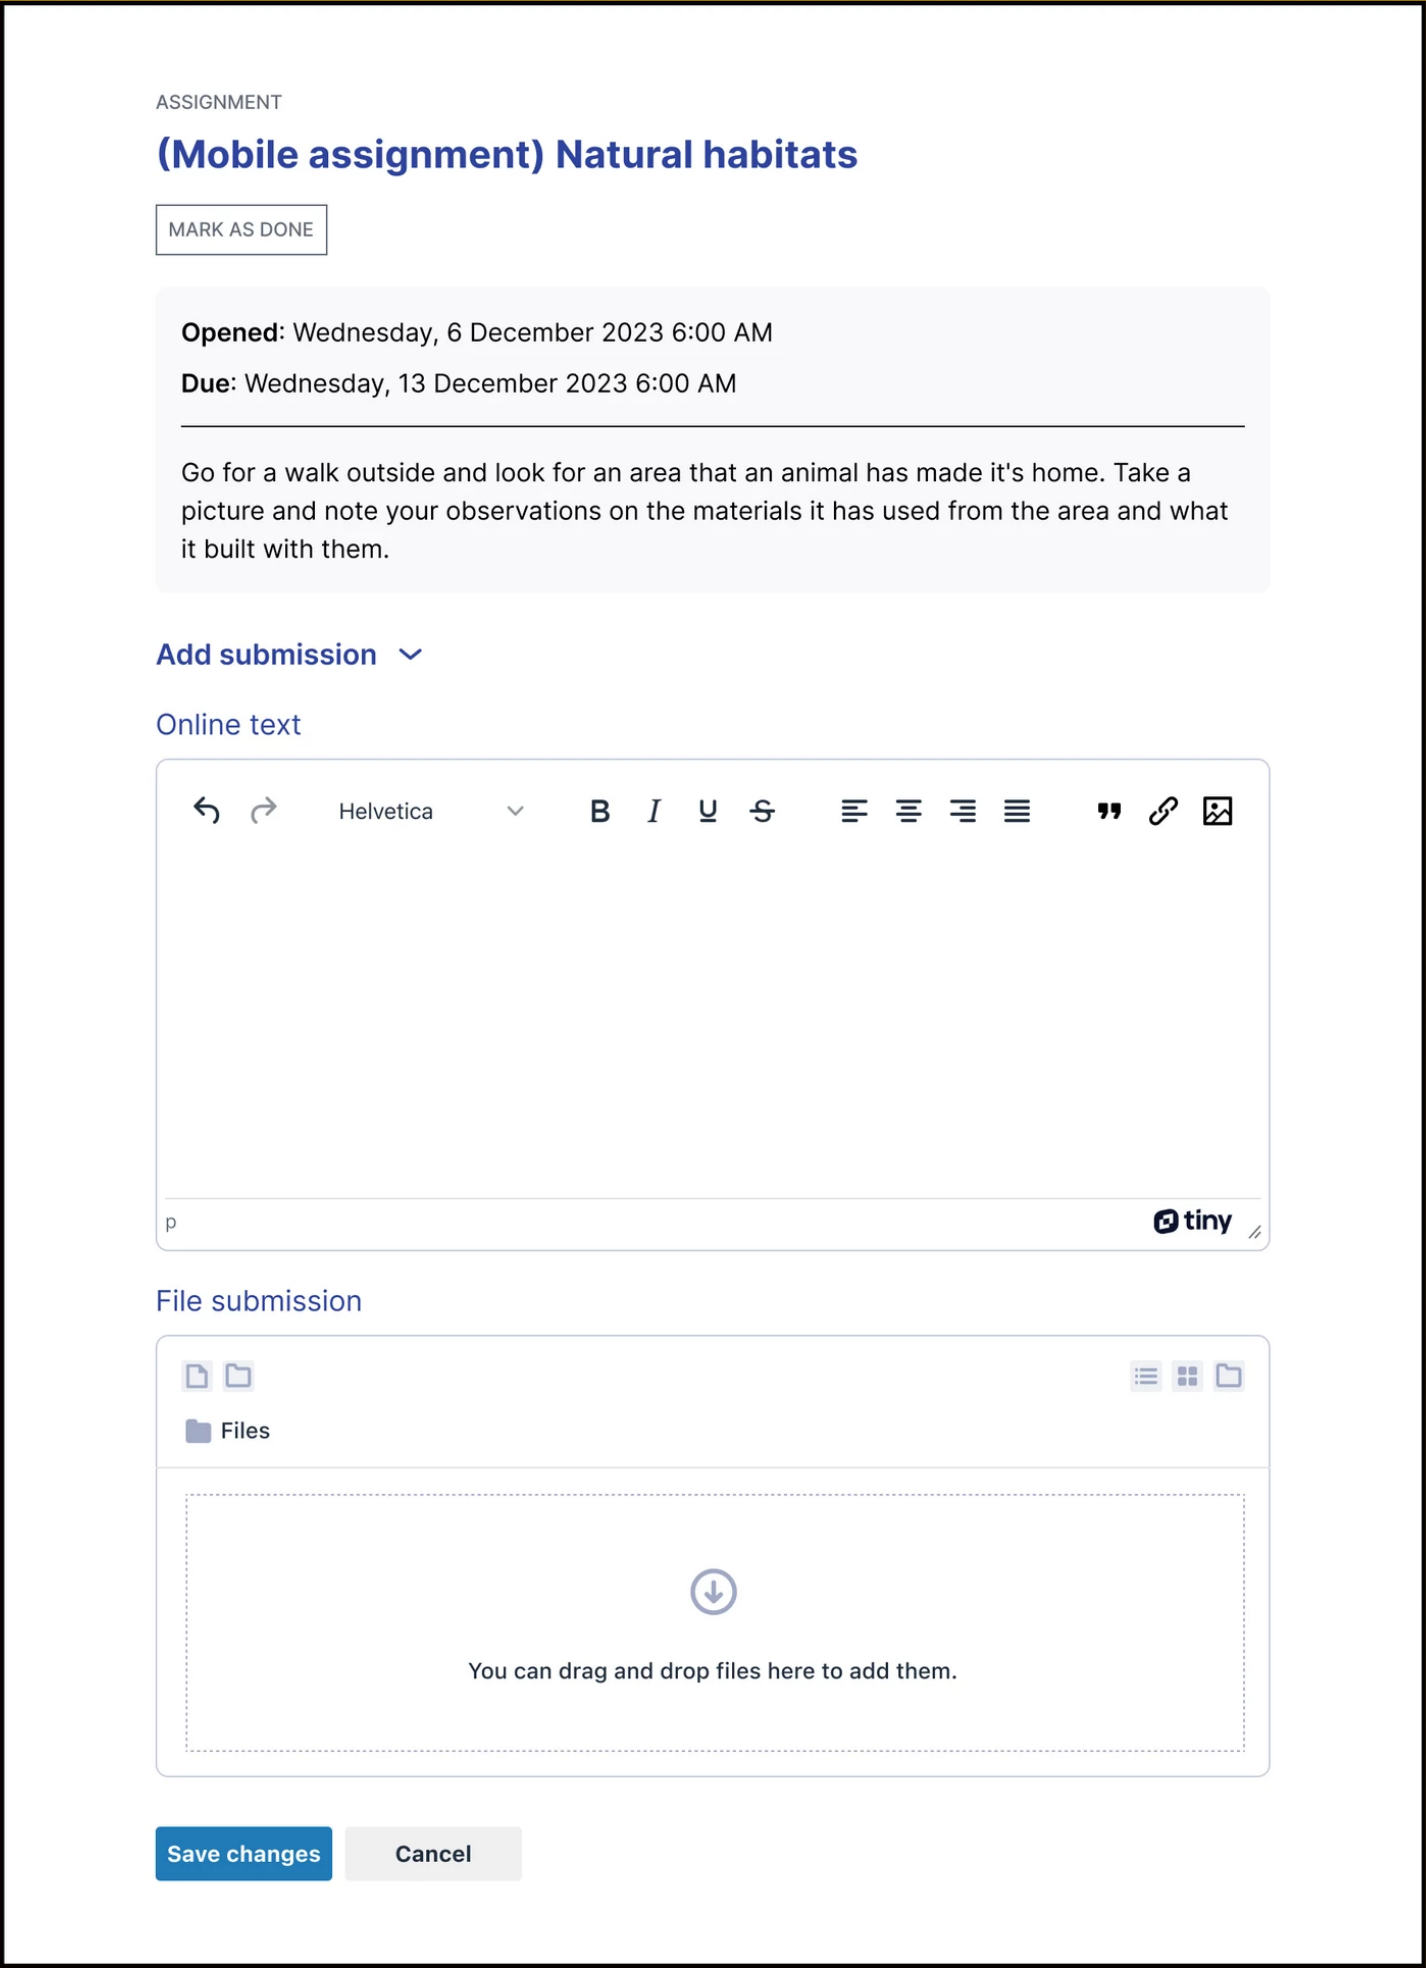 ASSIGNMENT
(Mobile assignment) Natural habitats
MARK AS DONE
Opened: Wednesday, 6 December 2023 6:00 AM
Due: Wednesday, 13 December 2023 6:00 AM
Go for a walk outside and look for an area that an animal has made it's home. Take a
picture and note your observations on the materials it has used from the area and what
it built with them.
Add submission
Online text
Helvetica B I U S
p tiny
File submission
Files
You can drag and drop files here to add them.
Save changes Cancel